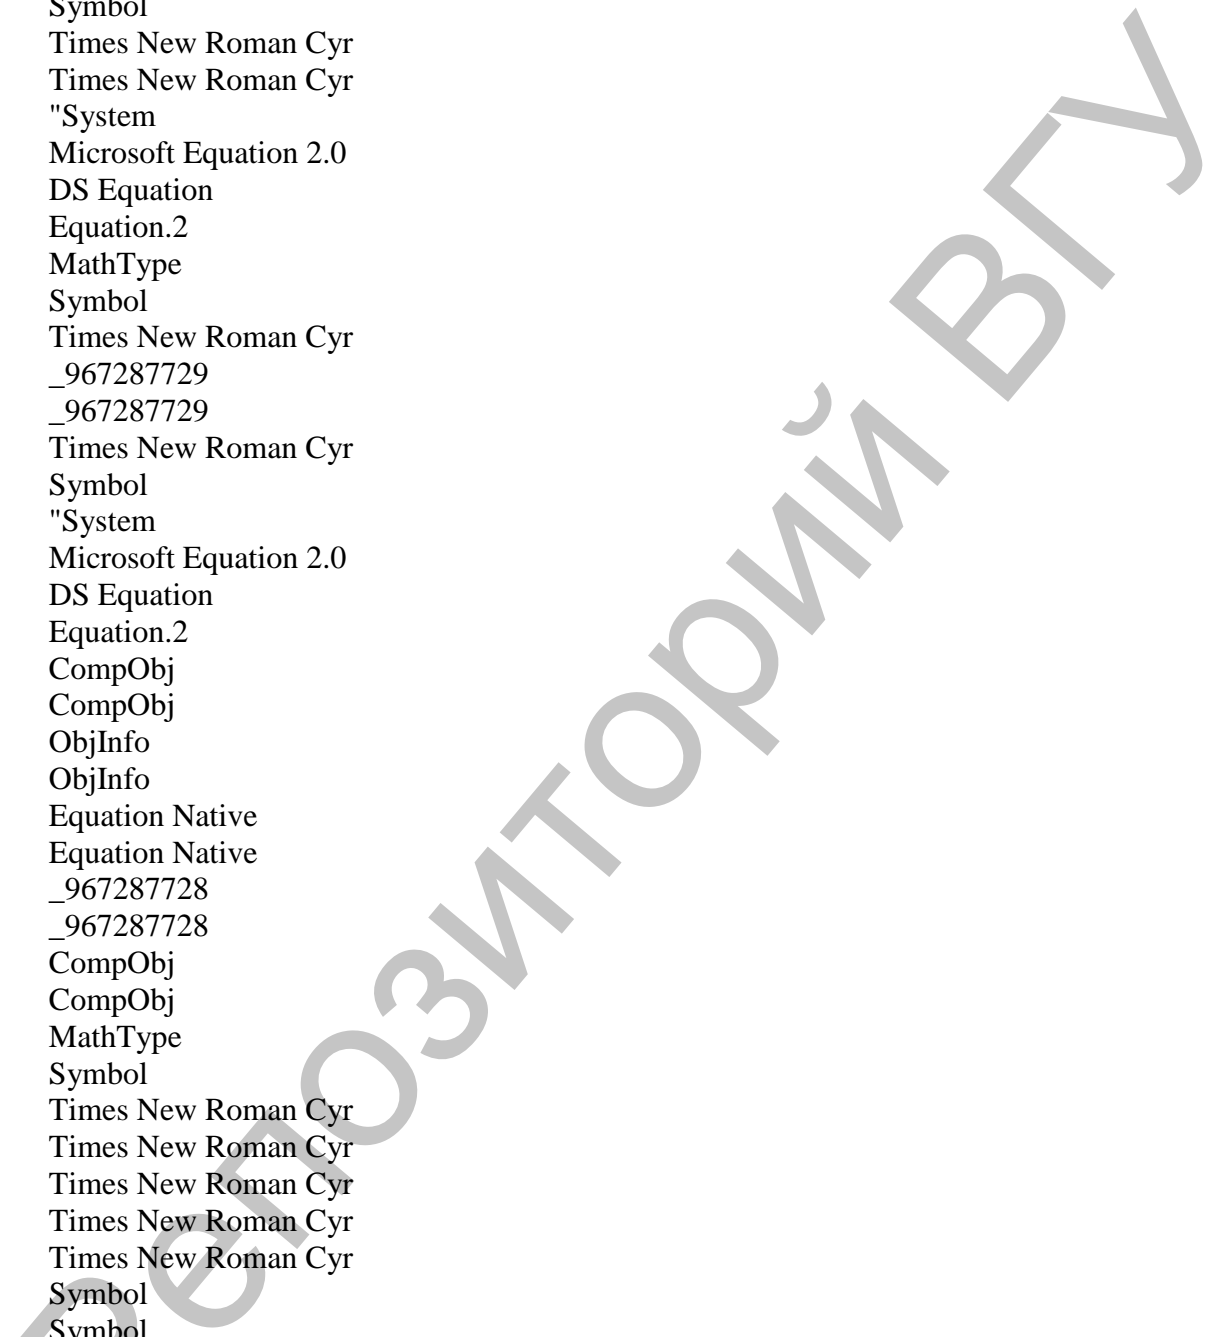 Symbol
Times New Roman Cyr
Times New Roman Cyr
"System
Microsoft Equation 2.0
DS Equation
Equation.2
MathType
Symbol
Times New Roman Cyr
_967287729
_967287729
Times New Roman Cyr
Symbol
"System
Microsoft Equation 2.0
DS Equation
Equation.2
CompObj
CompObj
ObjInfo
ObjInfo
Equation Native
Equation Native
_967287728
_967287728
CompObj
CompObj
MathType
Symbol
Times New Roman Cyr
Times New Roman Cyr
Times New Roman Cyr
Times New Roman Cyr
Times New Roman Cyr
Symbol
Symbol
Репозиторий ВГУ